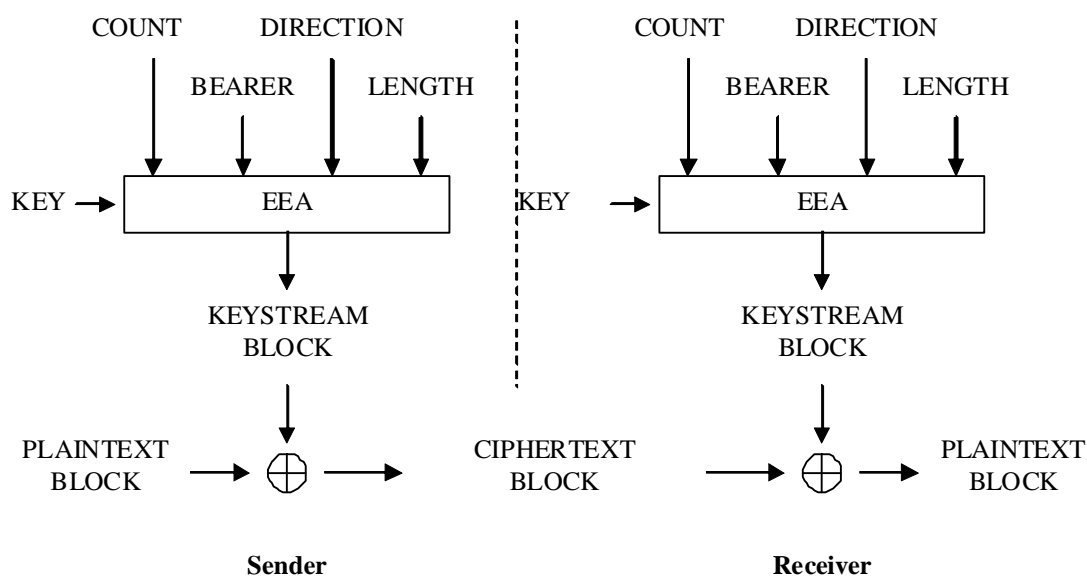 COUNT DIRECTION COUNT DIRECTION
BEARER LENGTH BEARER LENGTH
KEY EEA KEY EEA
KEYSTREAM BLOCK KEYSTREAM BLOCK
PLAINTEXT BLOCK CIPHERTEXT BLOCK PLAINTEXT BLOCK
Sender Receiver